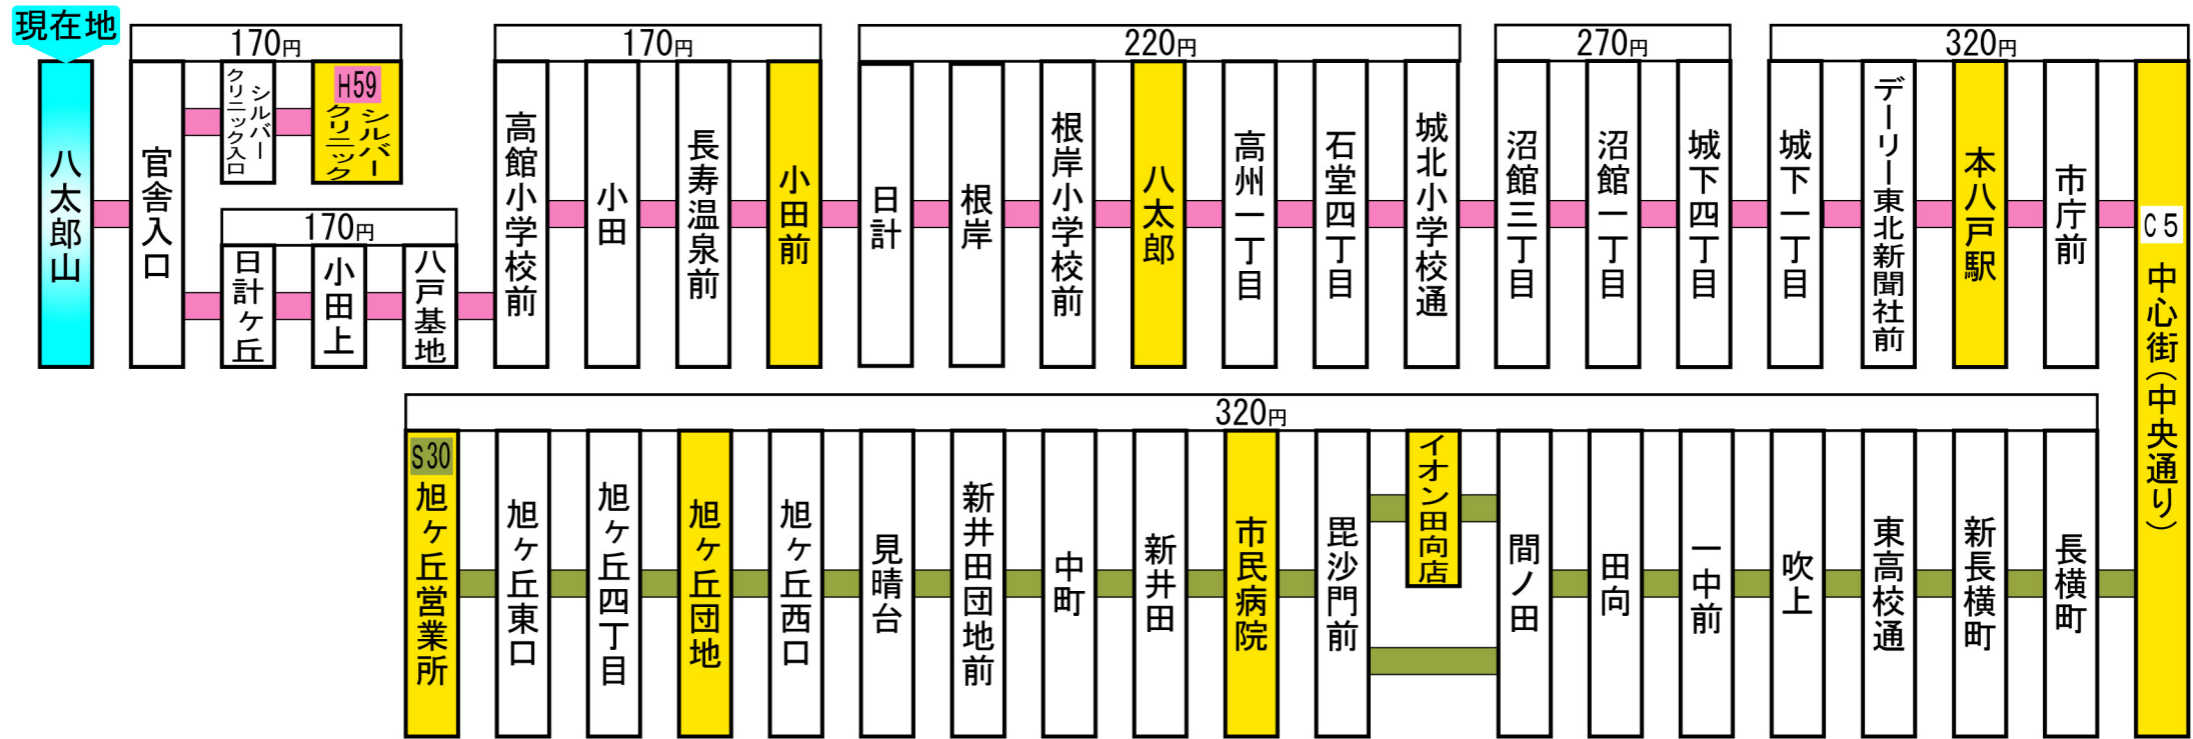 現在地
八太郎山
170円
官舎入口
シルバークリニック入口
H59
シルバークリニック
170円
日計ヶ丘
小田上
八戸基地
170円
高館小学校前
小田
長寿温泉前
小田前
220円
日計
根岸
根岸小学校前
八太郎
高州一丁目
石堂四丁目
城北小学校通
270円
沼館三丁目
沼館一丁目
城下四丁目
320円
城下一丁目
デーリー東北新聞社前
本八戸駅
市庁前
C5
中心街(中央通り)
320円
S30
旭ヶ丘営業所
旭ヶ丘東口
旭ヶ丘四丁目
旭ヶ丘団地
旭ヶ丘西口
見晴台
新井田団地前
中町
新井田
市民病院
毘沙門前
イオン田向店
間ノ田
田向
一中前
吹上
東高校通
新長横町
長横町